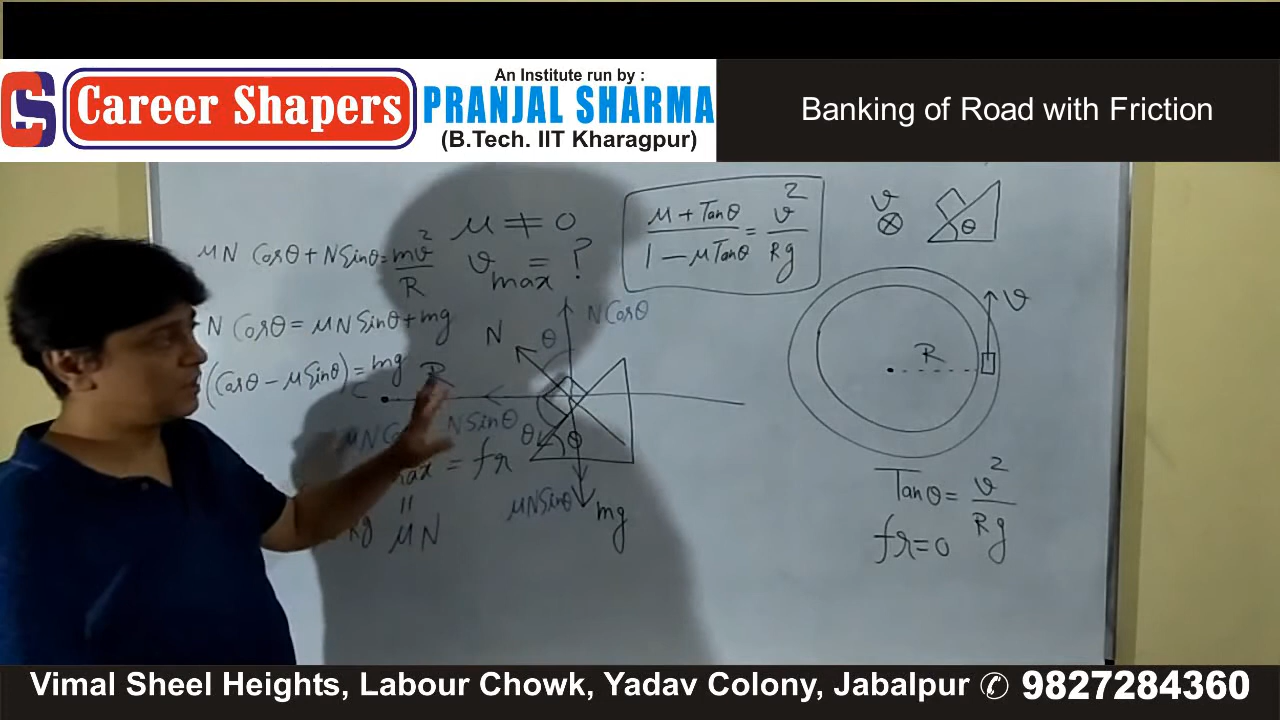 An Institute run by :
CS Career Shapers PRANJAL SHARMA
(B.Tech. IIT Kharagpur)
Banking of Road with Friction
μN Cosθ + N Sinθ = mv²/R
N Cosθ = μN Sinθ + mg
(Cosθ - μ Sinθ) = mg
μ ≠ 0
v max = ?
μ + Tanθ / 1 - μ Tanθ = v²/Rg
v
θ
N Cosθ
N
θ
R
C
N Sinθ
θ
θ
max = fr
=
μN
μN Sinθ
mg
v
R
Tanθ = v²/Rg
fr = 0
Vimal Sheel Heights, Labour Chowk, Yadav Colony, Jabalpur ✆ 9827284360